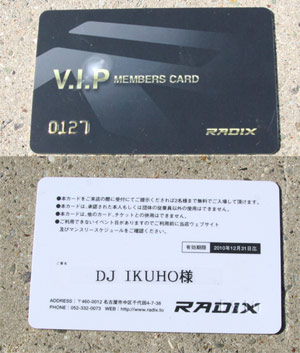 V.I.P MEMBERS CARD
0127
RADIX
●本カードをご来店の際に受付にてご提示くだされば2名様まで無料でご入場して頂けます。
●本カードは、承認された本人もしくは団体の従業員以外の使用はできません。
●本カードは、他のカード、チケットとの併用はできません。
●ご利用できないイベント日がありますのでご利用前に当店ウェブサイト
及びマンスリースケジュールをご確認ください。
有効期限 2010年12月31日迄
DJ IKUHO様
ADDRESS : 〒460-0012 名古屋市中区千代田4-7-36
PHONE : 052-332-0073 WEB : http://www.radix.to
RADIX